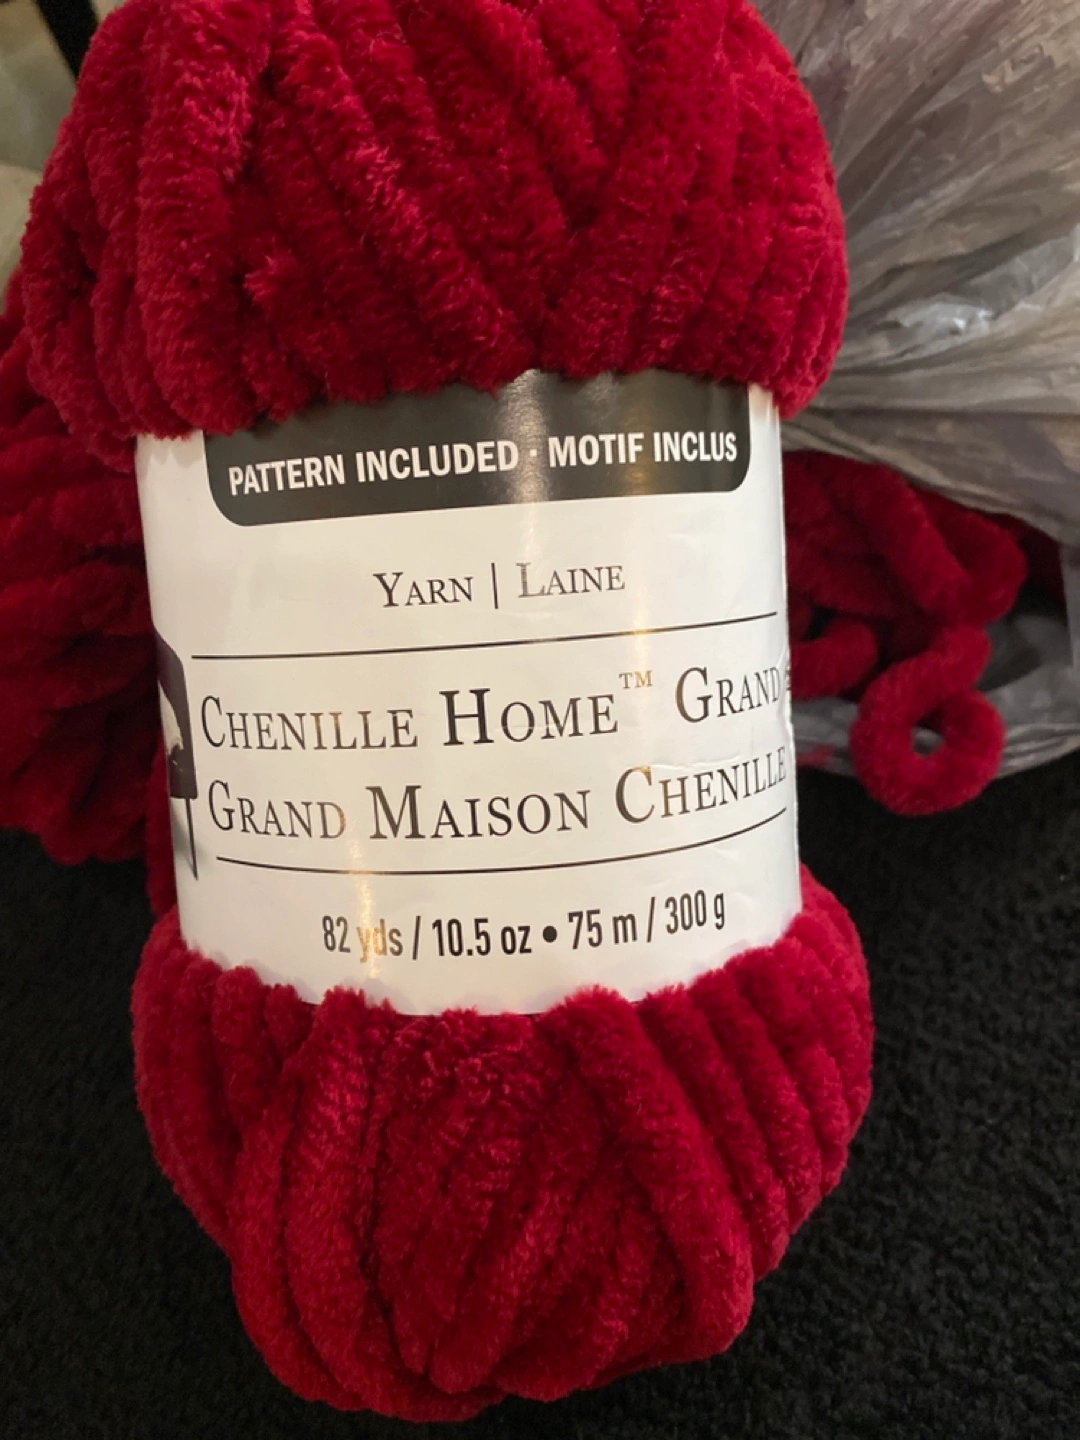 PATTERN INCLUDED · MOTIF INCLUS
YARN | LAINE
CHENILLE HOME™ GRAND
GRAND MAISON CHENILLE
82 yds / 10.5 oz • 75 m / 300 g